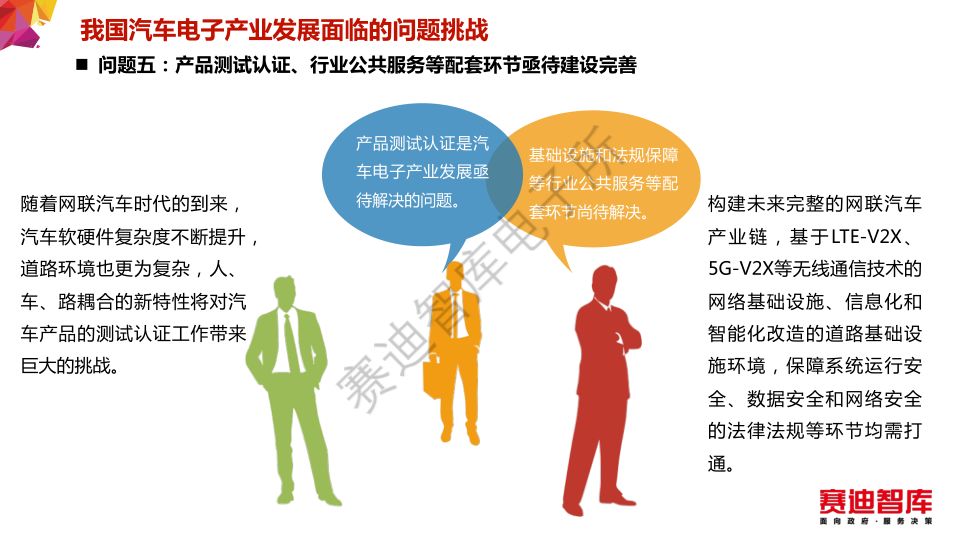 我国汽车电子产业发展面临的问题挑战
■ 问题五：产品测试认证、行业公共服务等配套环节亟待建设完善
产品测试认证是汽
车电子产业发展亟
待解决的问题。
基础设施和法规保障
等行业公共服务等配
套环节尚待解决。
随着网联汽车时代的到来，
汽车软硬件复杂度不断提升，
道路环境也更为复杂，人、
车、路耦合的新特性将对汽
车产品的测试认证工作带来
巨大的挑战。
构建未来完整的网联汽车
产业链，基于LTE-V2X、
5G-V2X等无线通信技术的
网络基础设施、信息化和
智能化改造的道路基础设
施环境，保障系统运行安
全、数据安全和网络安全
的法律法规等环节均需打
通。
赛迪智库电子所
赛迪智库
面向政府·服务决策